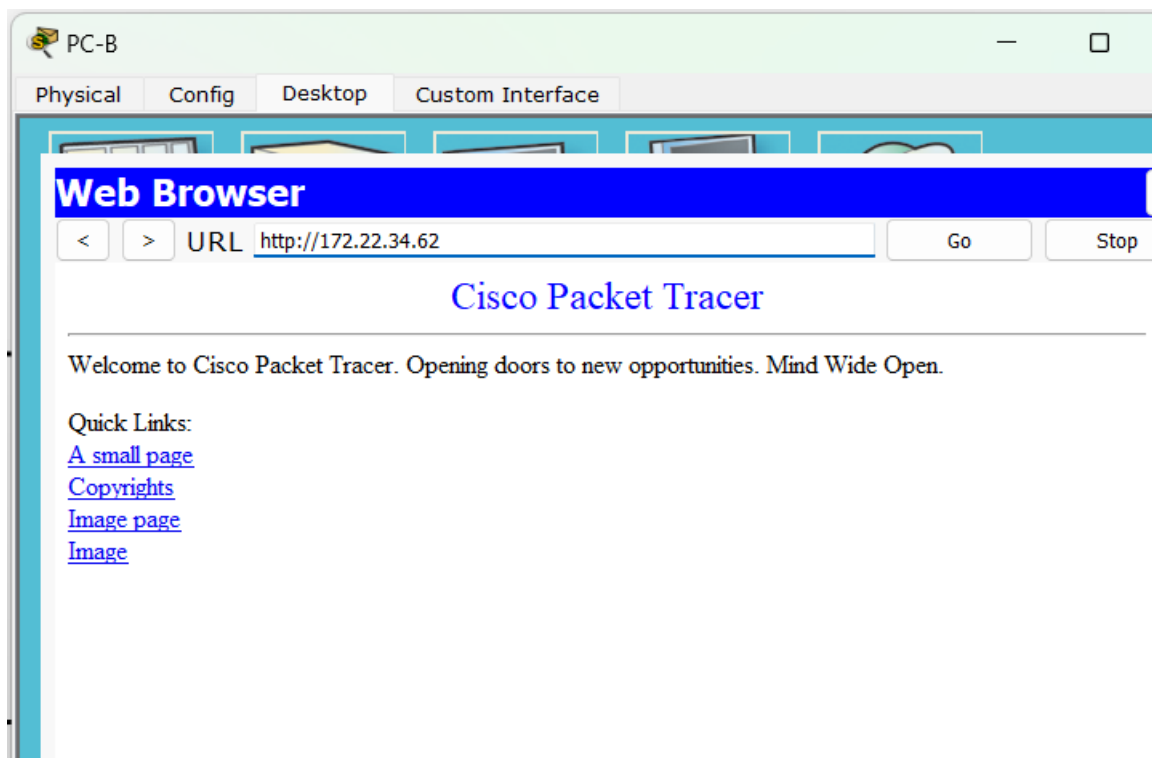 PC-B
Physical Config Desktop Custom Interface
Web Browser
< > URL http://172.22.34.62 Go Stop
Cisco Packet Tracer
Welcome to Cisco Packet Tracer. Opening doors to new opportunities. Mind Wide Open.
Quick Links:
A small page
Copyrights
Image page
Image